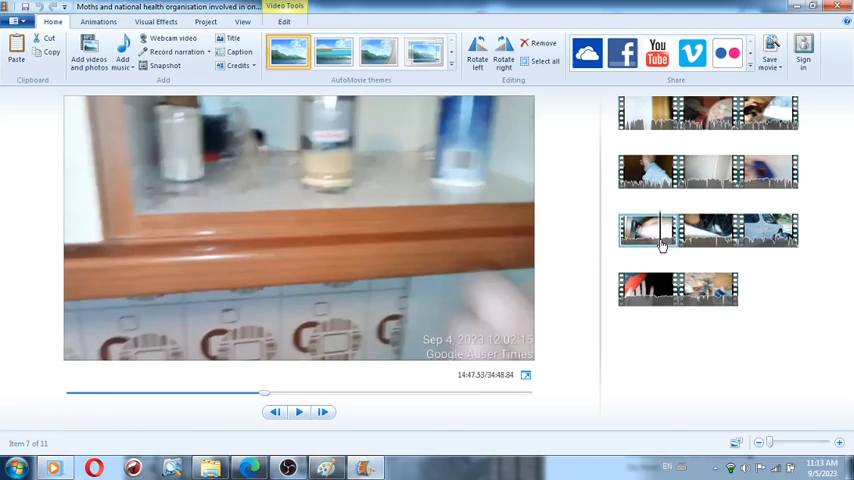 Moths and national health organisation involved in on...
Video Tools
Home
Animations
Visual Effects
Project
View
Edit
Paste
Cut
Copy
Clipboard
Add videos
and photos
Add
music
Webcam video
Record narration
Snapshot
Title
Caption
Credits
Add
AutoMovie themes
Rotate
left
Rotate
right
Remove
Select all
Editing
You
Tube
Share
Save
movie
Sign
in
Sep 4, 2023 12:02:15
Google Auser Times
14:47.53/34:48.84
Item 7 of 11
EN
11:13 AM
9/5/2023